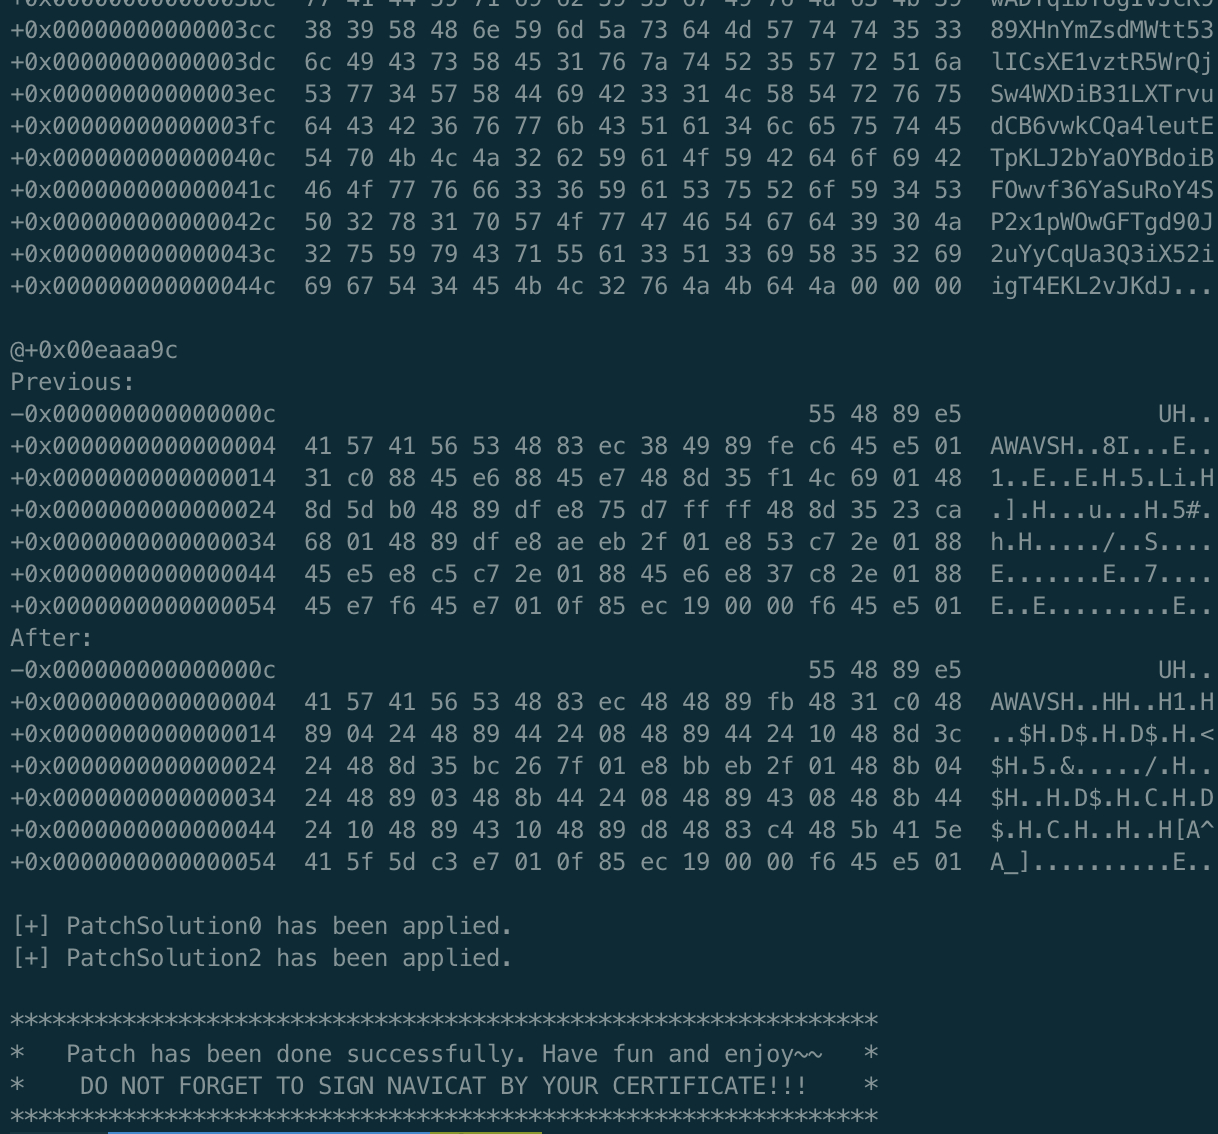 +0x00000000000003cc  38 39 58 48 6e 59 6d 5a 73 64 4d 57 74 74 35 33  89XHnYmZsdMWtt53
+0x00000000000003dc  6c 49 43 73 58 45 31 76 7a 74 52 35 57 72 51 6a  lICsXE1vztR5WrQj
+0x00000000000003ec  53 77 34 57 58 44 69 42 33 31 4c 58 54 72 76 75  Sw4WXDiB31LXTrvu
+0x00000000000003fc  64 43 42 36 76 77 6b 43 51 61 34 6c 65 75 74 45  dCB6vwkCQa4leutE
+0x000000000000040c  54 70 4b 4c 4a 32 62 59 61 4f 59 42 64 6f 69 42  TpKLJ2bYaOYBdoiB
+0x000000000000041c  46 4f 77 76 66 33 36 59 61 53 75 52 6f 59 34 53  FOwvf36YaSuRoY4S
+0x000000000000042c  50 32 78 31 70 57 4f 77 47 46 54 67 64 39 30 4a  P2x1pWOwGFTgd90J
+0x000000000000043c  32 75 59 79 43 71 55 61 33 51 33 69 58 35 32 69  2uYyCqUa3Q3iX52i
+0x000000000000044c  69 67 54 34 45 4b 4c 32 76 4a 4b 64 4a 00 00 00  igT4EKL2vJKdJ...
@+0x00eaaa9c
Previous:
-0x000000000000000c                                      55 48 89 e5              UH..
+0x0000000000000004  41 57 41 56 53 48 83 ec 38 49 89 fe c6 45 e5 01  AWAVSH..8I...E..
+0x0000000000000014  31 c0 88 45 e6 88 45 e7 48 8d 35 f1 4c 69 01 48  1..E..E.H.5.Li.H
+0x0000000000000024  8d 5d b0 48 89 df e8 75 d7 ff ff 48 8d 35 23 ca  .].H...u...H.5#.
+0x0000000000000034  68 01 48 89 df e8 ae eb 2f 01 e8 53 c7 2e 01 88  h.H...../..S....
+0x0000000000000044  45 e5 e8 c5 c7 2e 01 88 45 e6 e8 37 c8 2e 01 88  E.......E..7....
+0x0000000000000054  45 e7 f6 45 e7 01 0f 85 ec 19 00 00 f6 45 e5 01  E..E.........E..
After:
-0x000000000000000c                                      55 48 89 e5              UH..
+0x0000000000000004  41 57 41 56 53 48 83 ec 48 48 89 fb 48 31 c0 48  AWAVSH..HH..H1.H
+0x0000000000000014  89 04 24 48 89 44 24 08 48 89 44 24 10 48 8d 3c  ..$H.D$.H.D$.H.<
+0x0000000000000024  24 48 8d 35 bc 26 7f 01 e8 bb eb 2f 01 48 8b 04  $H.5.&...../.H..
+0x0000000000000034  24 48 89 03 48 8b 44 24 08 48 89 43 08 48 8b 44  $H..H.D$.H.C.H.D
+0x0000000000000044  24 10 48 89 43 10 48 89 d8 48 83 c4 48 5b 41 5e  $.H.C.H..H..H[A^
+0x0000000000000054  41 5f 5d c3 e7 01 0f 85 ec 19 00 00 f6 45 e5 01  A_]..........E..
[+] PatchSolution0 has been applied.
[+] PatchSolution2 has been applied.
**************************************************************
*   Patch has been done successfully. Have fun and enjoy~~   *
*    DO NOT FORGET TO SIGN NAVICAT BY YOUR CERTIFICATE!!!    *
**************************************************************